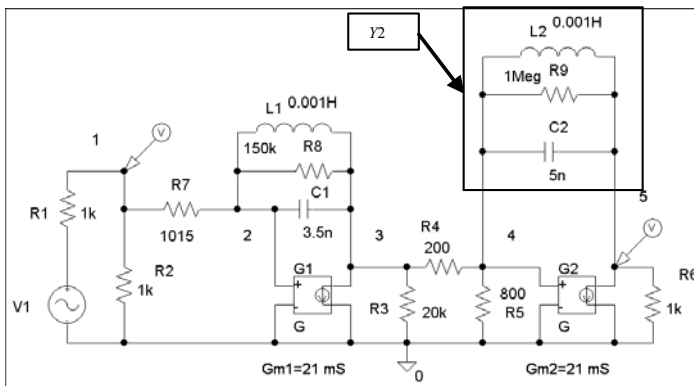 Y2
L2 0.001H
1Meg R9
C2
5n
L1 0.001H
150k R8
C1
3.5n
1
V
R7
1015
2
3
R4
200
4
5
V
R1
1k
R2
1k
V1
G1
G
R3
20k
800
R5
G2
G
R6
1k
0
Gm1=21 mS
Gm2=21 mS